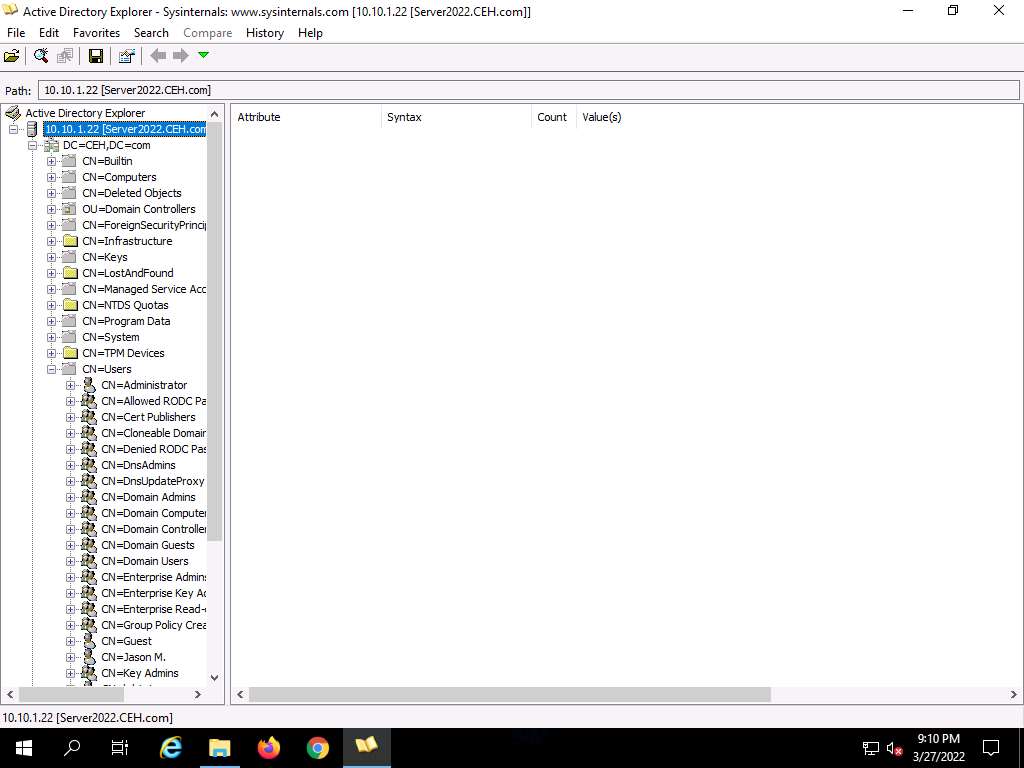 Active Directory Explorer - Sysinternals: www.sysinternals.com [10.10.1.22 [Server2022.CEH.com]]
File Edit Favorites Search Compare History Help
Path: 10.10.1.22 [Server2022.CEH.com]
Active Directory Explorer
10.10.1.22 [Server2022.CEH.com
DC=CEH,DC=com
CN=Builtin
CN=Computers
CN=Deleted Objects
OU=Domain Controllers
CN=ForeignSecurityPrincip
CN=Infrastructure
CN=Keys
CN=LostAndFound
CN=Managed Service Acc
CN=NTDS Quotas
CN=Program Data
CN=System
CN=TPM Devices
CN=Users
CN=Administrator
CN=Allowed RODC Pa
CN=Cert Publishers
CN=Cloneable Domain
CN=Denied RODC Pas
CN=DnsAdmins
CN=DnsUpdateProxy
CN=Domain Admins
CN=Domain Computer
CN=Domain Controller
CN=Domain Guests
CN=Domain Users
CN=Enterprise Admins
CN=Enterprise Key Ad
CN=Enterprise Read-o
CN=Group Policy Crea
CN=Guest
CN=Jason M.
CN=Key Admins
Attribute Syntax Count Value(s)
10.10.1.22 [Server2022.CEH.com]
9:10 PM
3/27/2022